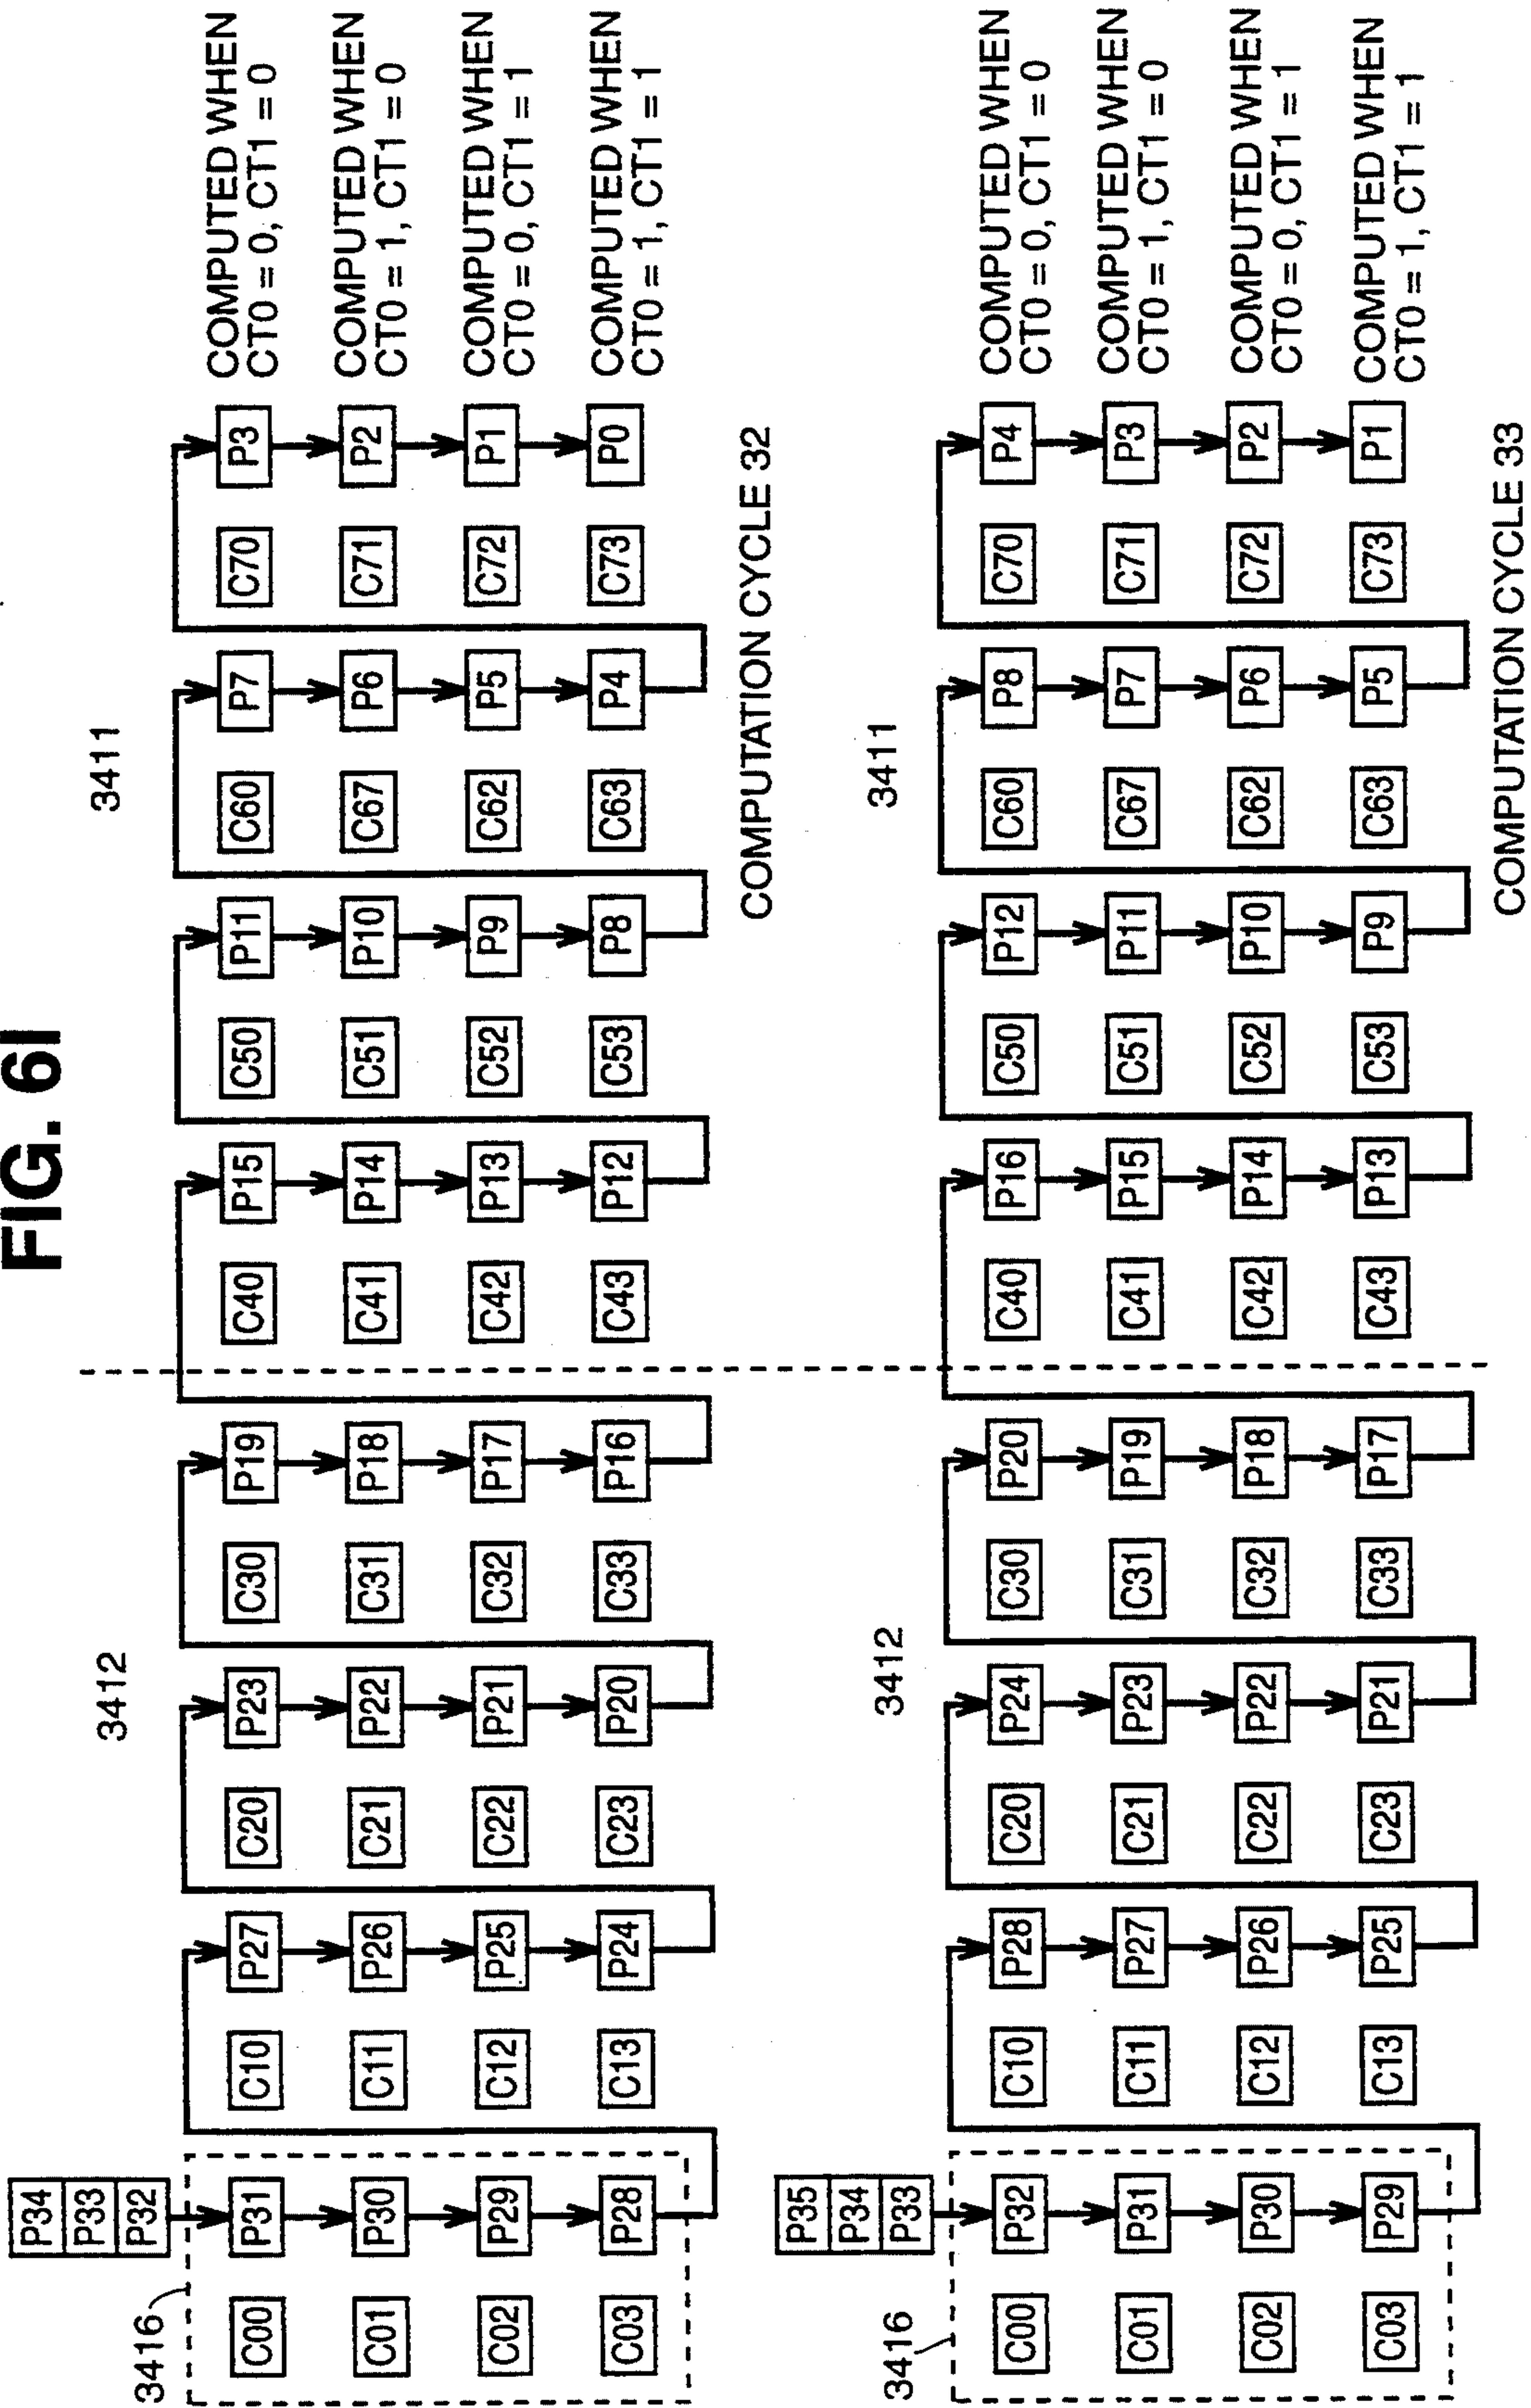 FIG. 6I
3416
3412
3411
P34
P33
P32
C00 P31 C10 P27 C20 P23 C30 P19 C40 P15 C50 P11 C60 P7 C70 P3
COMPUTED WHEN
CT0 = 0, CT1 = 0
C01 P30 C11 P26 C21 P22 C31 P18 C41 P14 C51 P10 C67 P6 C71 P2
COMPUTED WHEN
CT0 = 1, CT1 = 0
C02 P29 C12 P25 C22 P21 C32 P17 C42 P13 C52 P9 C62 P5 C72 P1
COMPUTED WHEN
CT0 = 0, CT1 = 1
C03 P28 C13 P24 C23 P20 C33 P16 C43 P12 C53 P8 C63 P4 C73 P0
COMPUTED WHEN
CT0 = 1, CT1 = 1
COMPUTATION CYCLE 32
3416
3412
3411
P35
P34
P33
C00 P32 C10 P28 C20 P24 C30 P20 C40 P16 C50 P12 C60 P8 C70 P4
COMPUTED WHEN
CT0 = 0, CT1 = 0
C01 P31 C11 P27 C21 P23 C31 P19 C41 P15 C51 P11 C67 P7 C71 P3
COMPUTED WHEN
CT0 = 1, CT1 = 0
C02 P30 C12 P26 C22 P22 C32 P18 C42 P14 C52 P10 C62 P6 C72 P2
COMPUTED WHEN
CT0 = 0, CT1 = 1
C03 P29 C13 P25 C23 P21 C33 P17 C43 P13 C53 P9 C63 P5 C73 P1
COMPUTED WHEN
CT0 = 1, CT1 = 1
COMPUTATION CYCLE 33